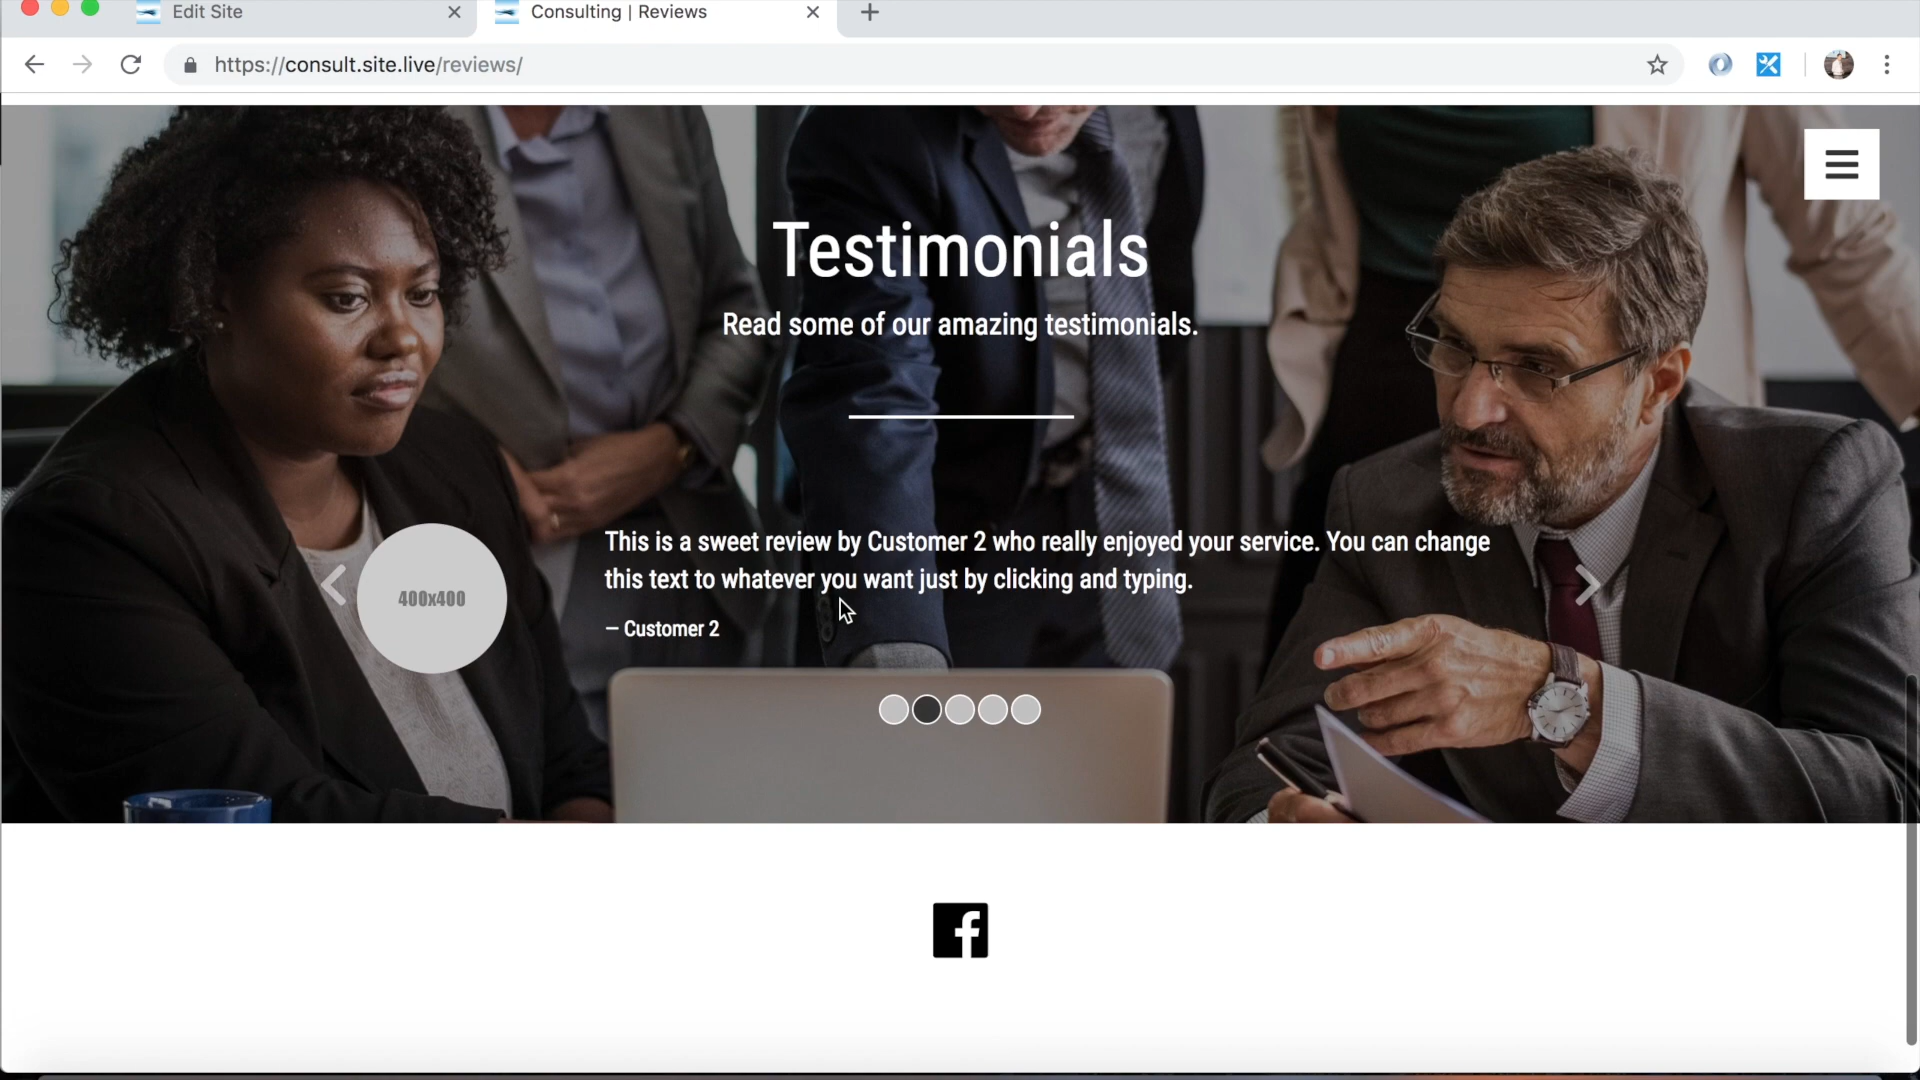 Edit Site
Consulting | Reviews
https://consult.site.live/reviews/
Testimonials
Read some of our amazing testimonials.
This is a sweet review by Customer 2 who really enjoyed your service. You can change
this text to whatever you want just by clicking and typing.
400x400
– Customer 2